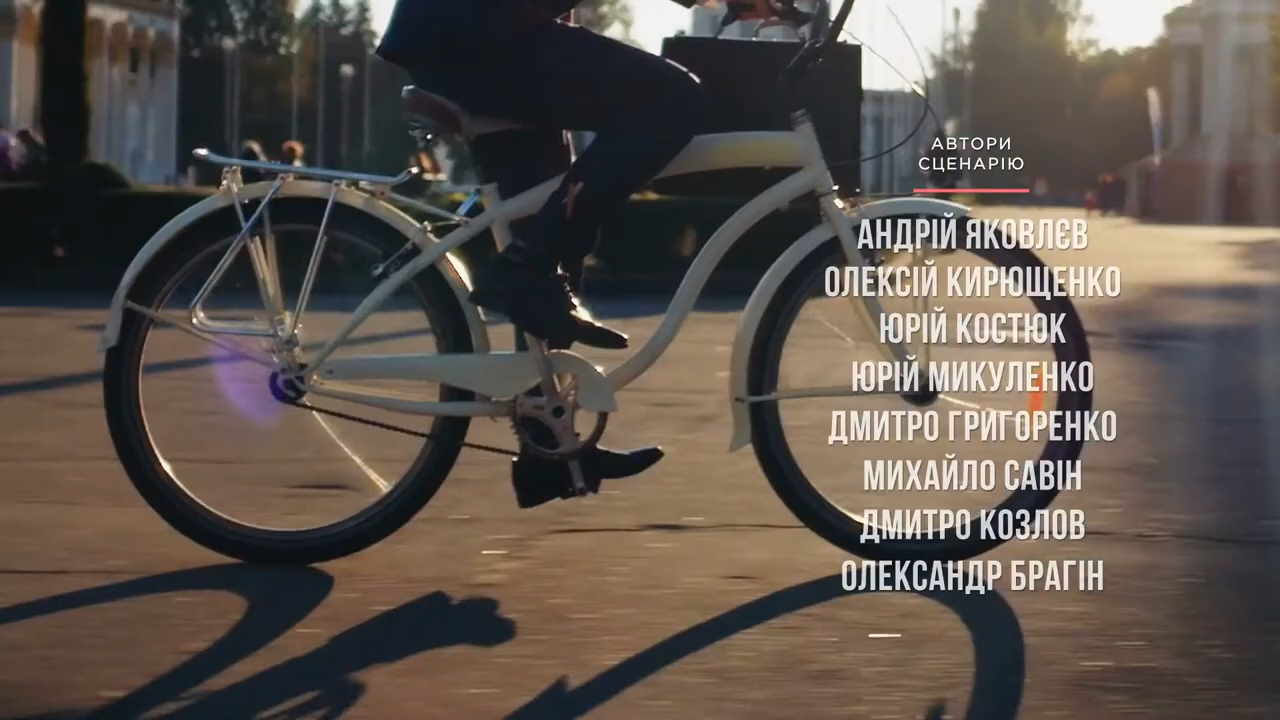 АВТОРИ
СЦЕНАРІЮ
АНДРІЙ ЯКОВЛЄВ
ОЛЕКСІЙ КИРЮЩЕНКО
ЮРІЙ КОСТЮК
ЮРІЙ МИКУЛЕНКО
ДМИТРО ГРИГОРЕНКО
МИХАЙЛО САВІН
ДМИТРО КОЗЛОВ
ОЛЕКСАНДР БРАГІН